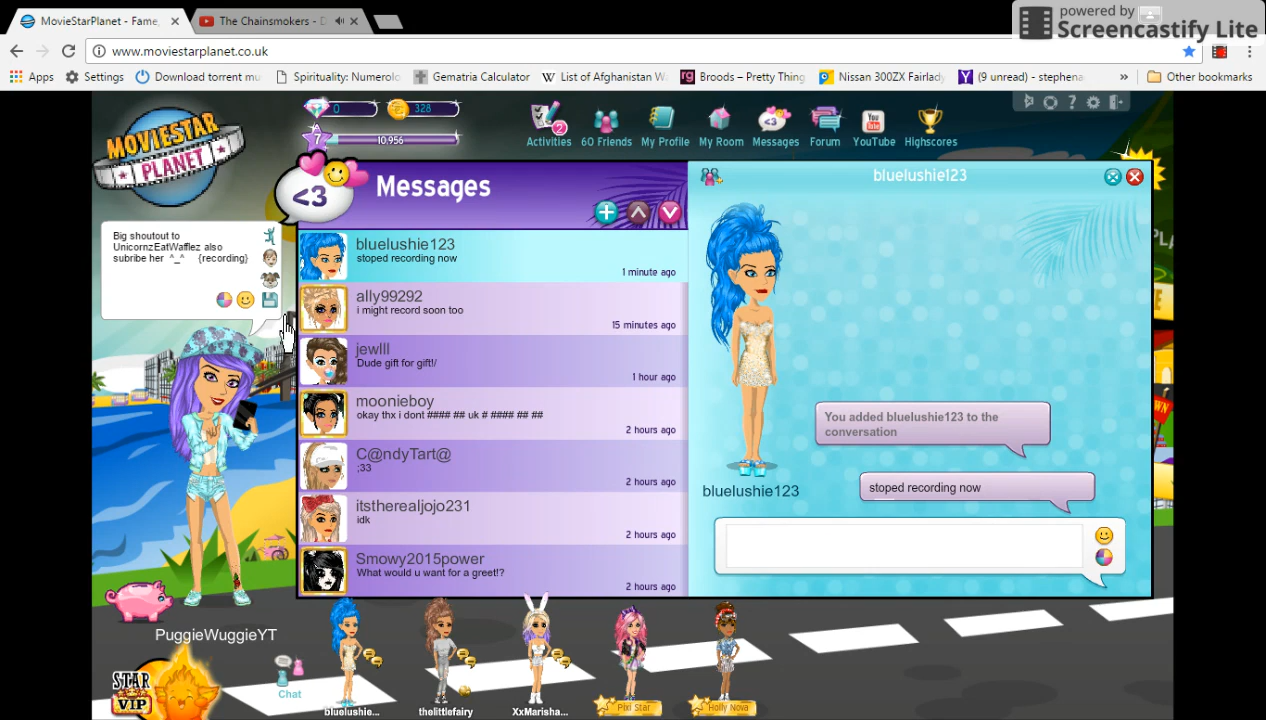 MovieStarPlanet - Fame,
The Chainsmokers - D
powered by
Screencastify Lite
www.moviestarplanet.co.uk
Apps
Settings
Download torrent mu
Spirituality: Numerolo
Gematria Calculator
W List of Afghanistan W
rg Broods – Pretty Thing
Nissan 300ZX Fairlady
Y (9 unread) - stephena
»
Other bookmarks
MOVIESTAR
PLANET
0
328
7
10.956
2
<3
You
Tube
?
Activities
60 Friends
My Profile
My Room
Messages
Forum
YouTube
Highscores
<3
Messages
bluelushie123
Big shoutout to
UnicornzEatWaflez also
subribe her ^_^ {recording}
bluelushie123
stoped recording now
1 minute ago
ally99292
i might record soon too
15 minutes ago
jewlll
Dude gift for gift!/
1 hour ago
moonieboy
okay thx i dont #### ## uk # #### ## ##
2 hours ago
C@ndyTart@
;33
2 hours ago
itstherealjojo231
idk
2 hours ago
Smowy2015power
What would u want for a greet!?
2 hours ago
You added bluelushie123 to the
conversation
stoped recording now
bluelushie123
PuggieWuggieYT
STAR
VIP
Chat
bluelushie...
thelittlefairy
XxMarisha...
Pixi Star
Holly Nova